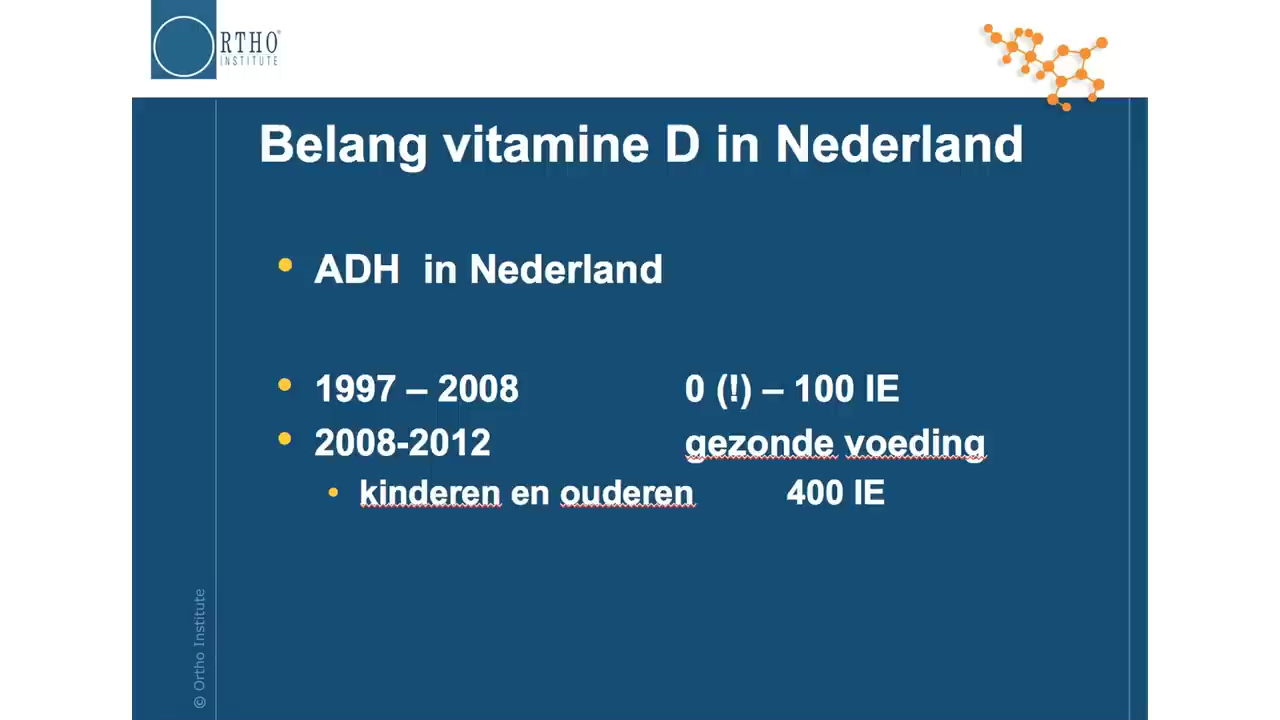 RTHO®
INSTITUTE
Belang vitamine D in Nederland
• ADH in Nederland
• 1997 – 2008 0 (!) – 100 IE
• 2008-2012 gezonde voeding
• kinderen en ouderen 400 IE
© Ortho Institute